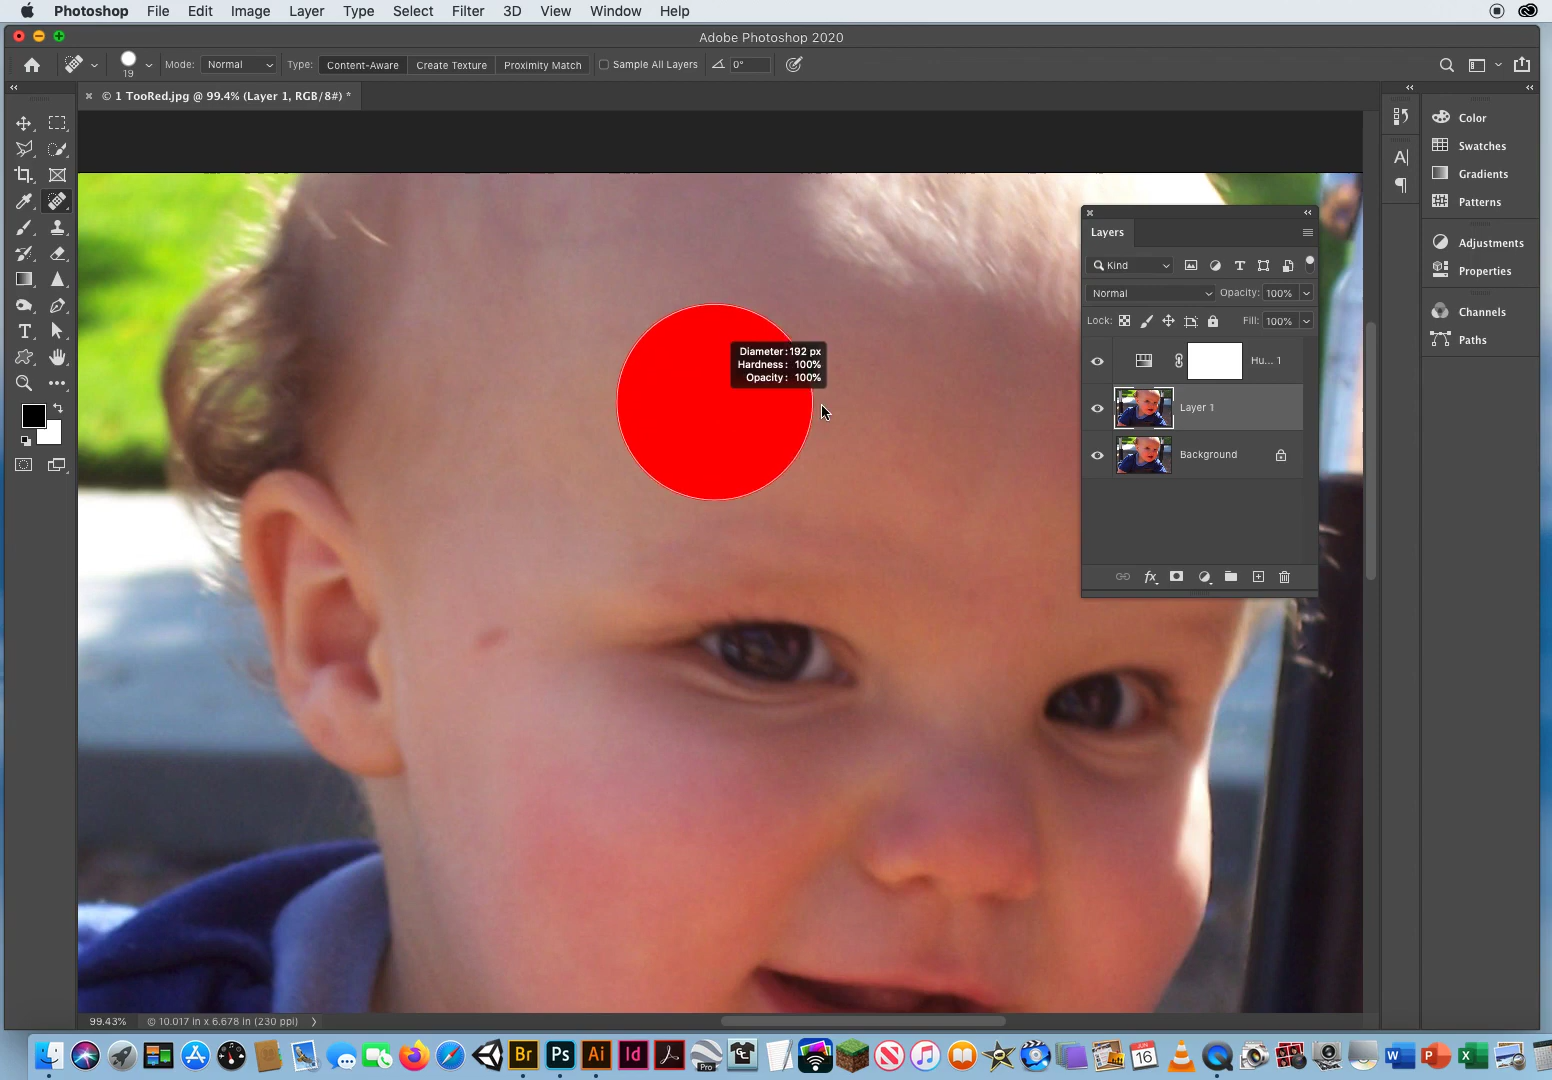 Photoshop File Edit Image Layer Type Select Filter 3D View Window Help
Adobe Photoshop 2020
19 Mode: Normal Type: Content-Aware Create Texture Proximity Match Sample All Layers 0°
© 1 TooRed.jpg @ 99.4% (Layer 1, RGB/8#) *
Color
Swatches
Gradients
Patterns
Adjustments
Properties
Channels
Paths
Layers
Kind
Normal Opacity: 100%
Lock: Fill: 100%
Hu... 1
Layer 1
Background
Diameter: 192 px
Hardness: 100%
Opacity: 100%
99.43% © 10.017 in x 6.678 in (230 ppi)
Br Ps Ai Id Pro JUN 16 W P X